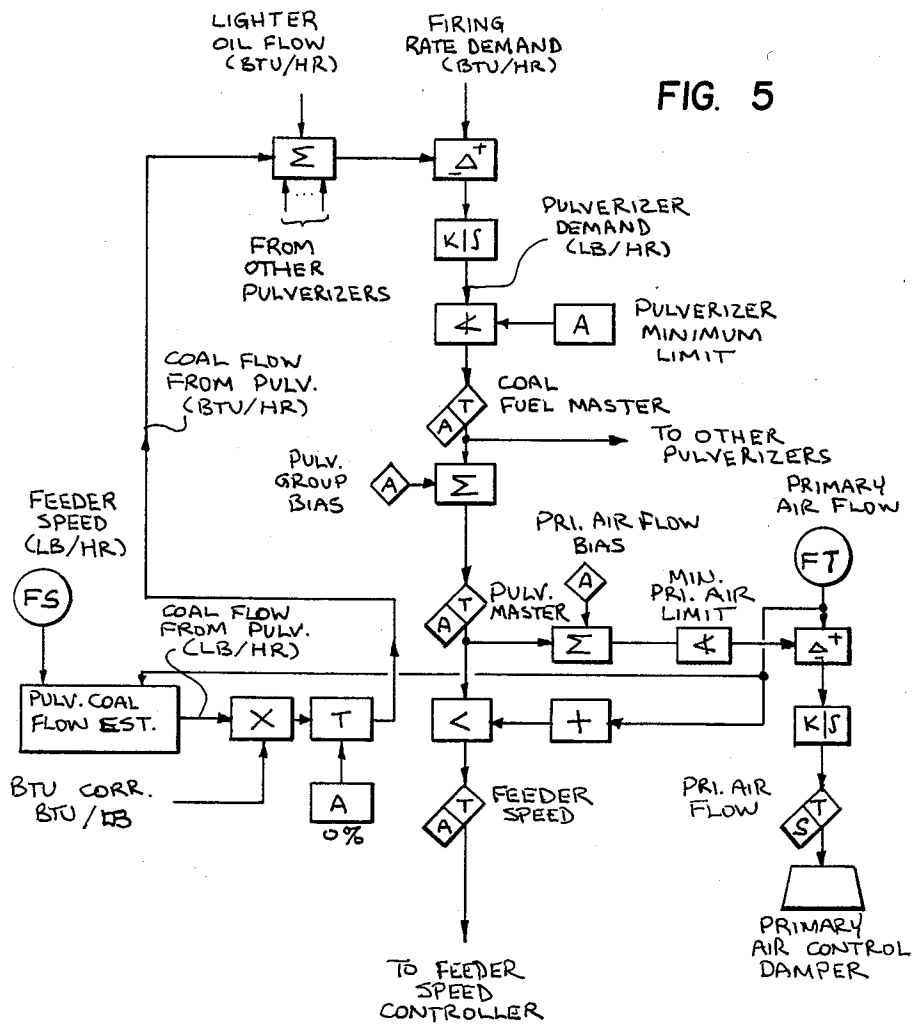 LIGHTER
OIL FLOW
(BTU/HR)
FIRING
RATE DEMAND
(BTU/HR)
FIG. 5
Σ
Δ
+
-
...
FROM
OTHER
PULVERIZERS
K|S
PULVERIZER
DEMAND
(LB/HR)
∢
A
PULVERIZER
MINIMUM
LIMIT
COAL FLOW
FROM PULV.
(BTU/HR)
A T
COAL
FUEL MASTER
TO OTHER
PULVERIZERS
PULV.
GROUP
BIAS
A
Σ
PRIMARY
AIR FLOW
FT
FEEDER
SPEED
(LB/HR)
FS
PRI. AIR FLOW
BIAS
A
A T
PULV.
MASTER
MIN.
PRI. AIR
LIMIT
Σ
∢
Δ
+
-
COAL FLOW
FROM PULV.
(LB/HR)
PULV. COAL
FLOW EST.
X
T
<
+
K|S
BTU CORR.
BTU/LB
A
0%
A T
FEEDER
SPEED
PRI. AIR
FLOW
S T
PRIMARY
AIR CONTROL
DAMPER
TO FEEDER
SPEED
CONTROLLER